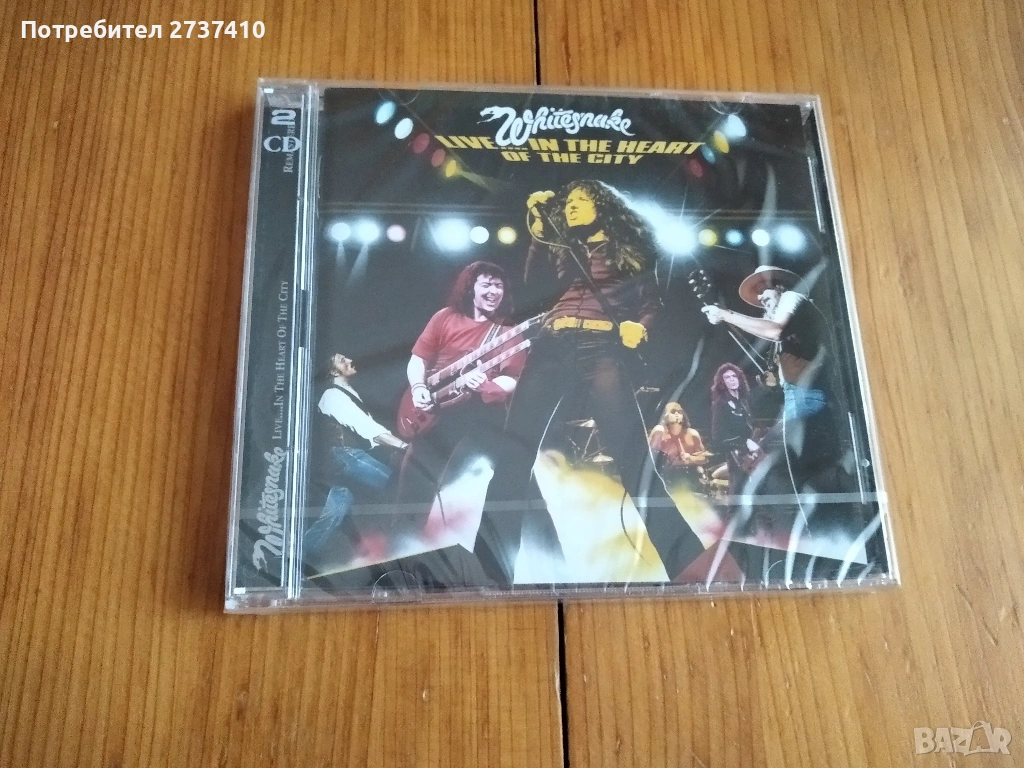 Потребител 2737410
Whitesnake
LIVE....IN THE HEART
OF THE CITY
2
CD
Whitesnake LIVE....IN THE HEART OF THE CITY
BAZAR